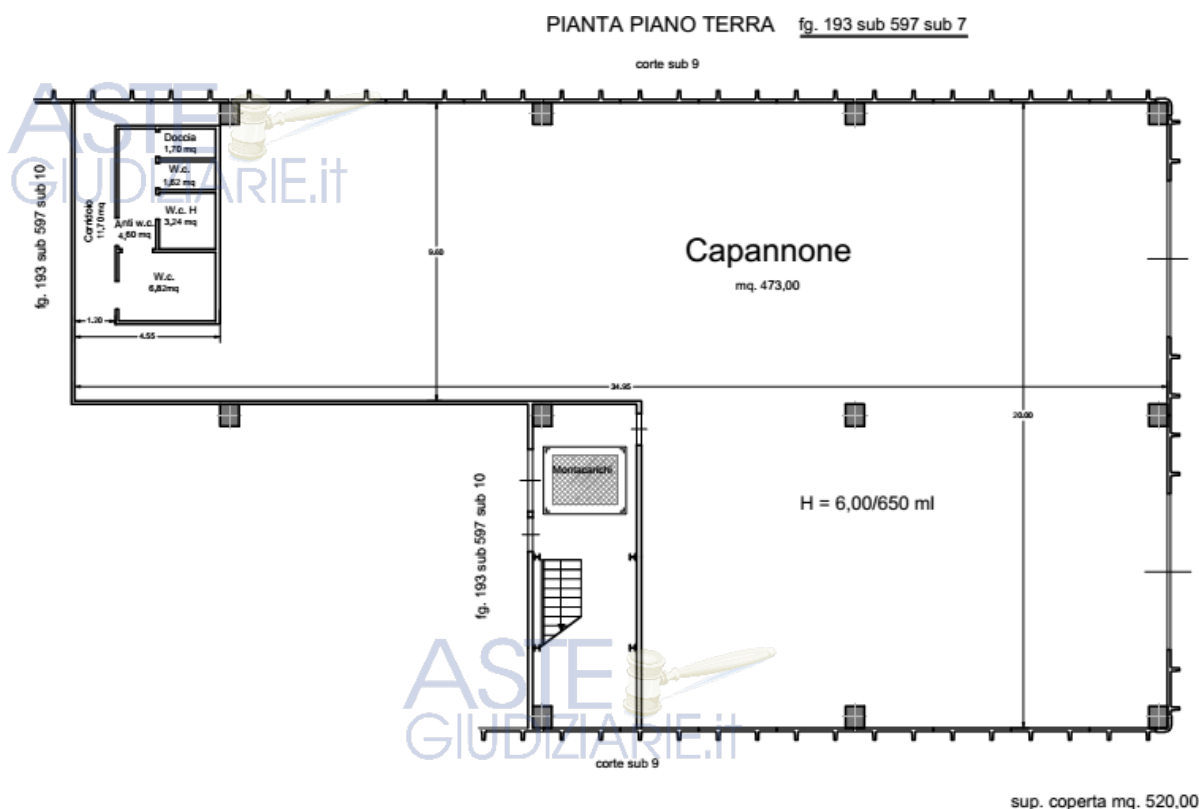 PIANTA PIANO TERRA fg. 193 sub 597 sub 7
corte sub 9
ASTE
GIUDIZIARIE.it
fg. 193 sub 597 sub 10
Corridoio
11,70 mq
Doccia
1,70 mq
W.c.
1,62 mq
W.c. H
3,24 mq
Anti w.c.
4,60 mq
W.c.
6,82mq
1.20
4.55
9.60
Capannone
mq. 473,00
34.95
20.00
Montacarichi
fg. 193 sub 597 sub 10
H = 6,00/650 ml
ASTE
GIUDIZIARIE.it
corte sub 9
sup. coperta mq. 520,00